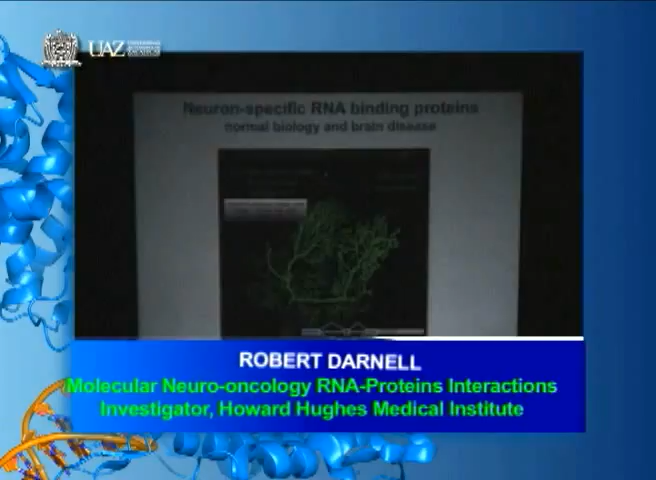 UAZ
Neuron-specific RNA binding proteins
normal biology and brain disease
ROBERT DARNELL
Molecular Neuro-oncology RNA-Proteins Interactions
Investigator, Howard Hughes Medical Institute